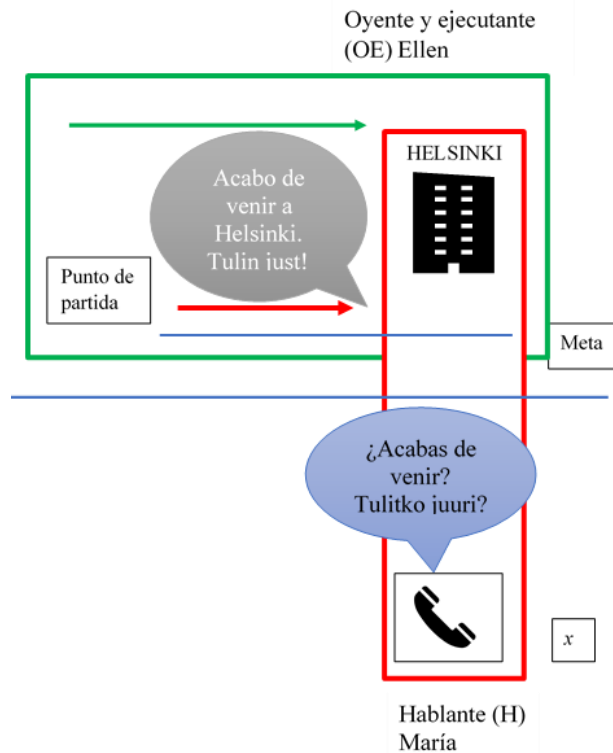 Oyente y ejecutante
(OE) Ellen
HELSINKI
Acabo de
venir a
Helsinki.
Tulin just!
Punto de
partida
Meta
¿Acabas de
venir?
Tulitko juuri?
x
Hablante (H)
María